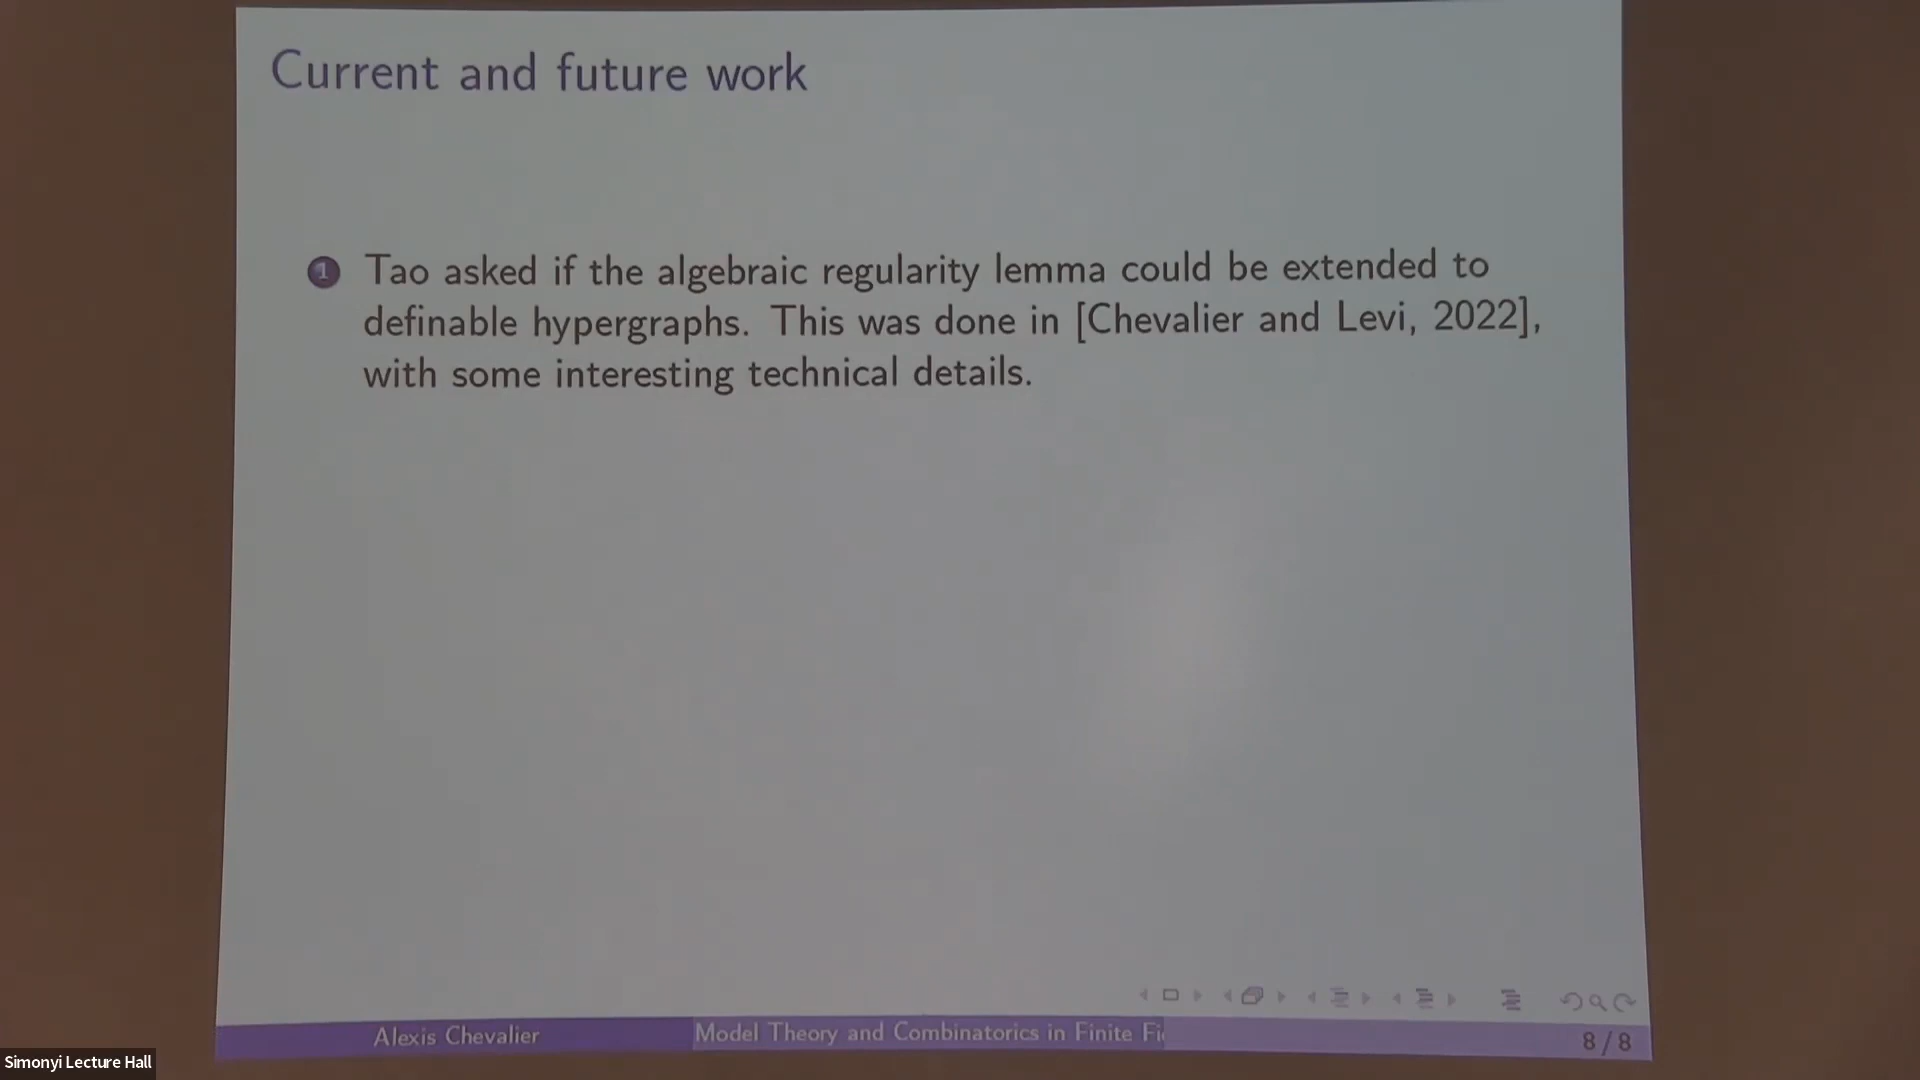 Current and future work
1 Tao asked if the algebraic regularity lemma could be extended to
definable hypergraphs. This was done in [Chevalier and Levi, 2022],
with some interesting technical details.
Alexis Chevalier
Model Theory and Combinatorics in Finite Fi
8 / 8
Simonyi Lecture Hall